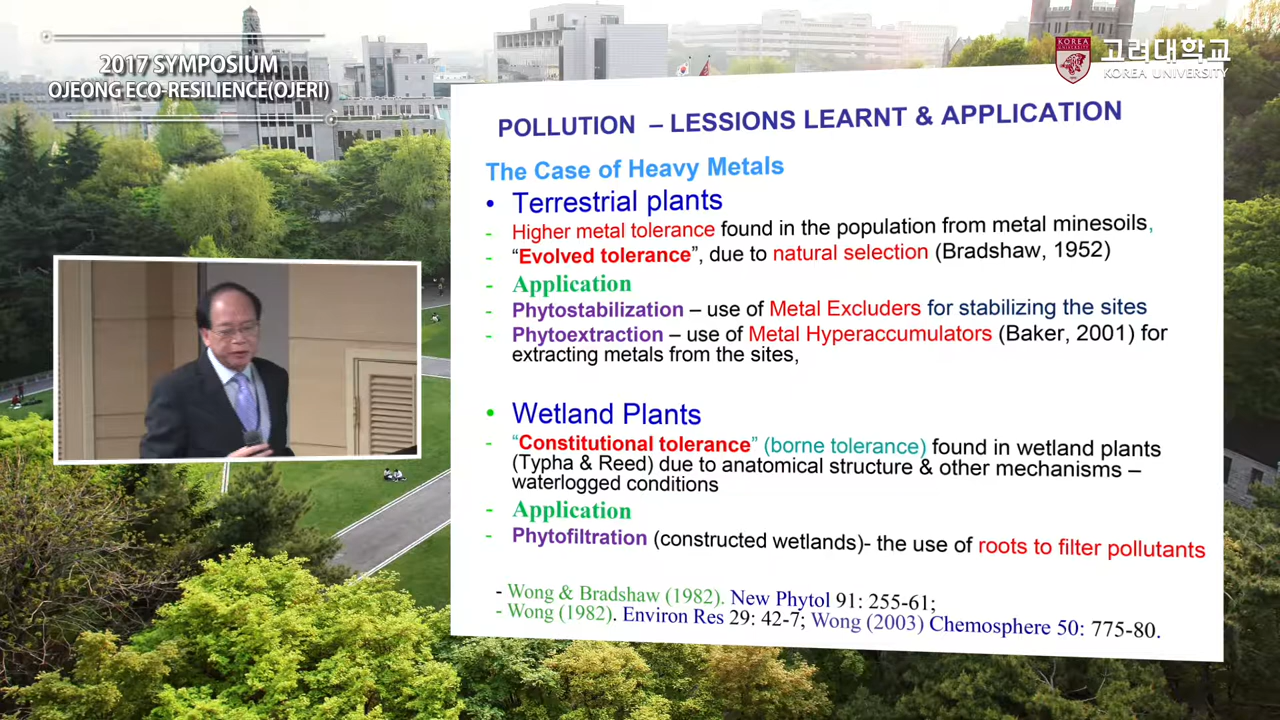 2017 SYMPOSIUM
OJEONG ECO-RESILIENCE(OJERI)
KOREA
고려대학교
KOREA UNIVERSITY
POLLUTION – LESSIONS LEARNT & APPLICATION
The Case of Heavy Metals
• Terrestrial plants
- Higher metal tolerance found in the population from metal minesoils,
- “Evolved tolerance”, due to natural selection (Bradshaw, 1952)
- Application
- Phytostabilization – use of Metal Excluders for stabilizing the sites
- Phytoextraction – use of Metal Hyperaccumulators (Baker, 2001) for
extracting metals from the sites,
• Wetland Plants
- “Constitutional tolerance” (borne tolerance) found in wetland plants
(Typha & Reed) due to anatomical structure & other mechanisms –
waterlogged conditions
- Application
- Phytofiltration (constructed wetlands)- the use of roots to filter pollutants
- Wong & Bradshaw (1982). New Phytol 91: 255-61;
- Wong (1982). Environ Res 29: 42-7; Wong (2003) Chemosphere 50: 775-80.